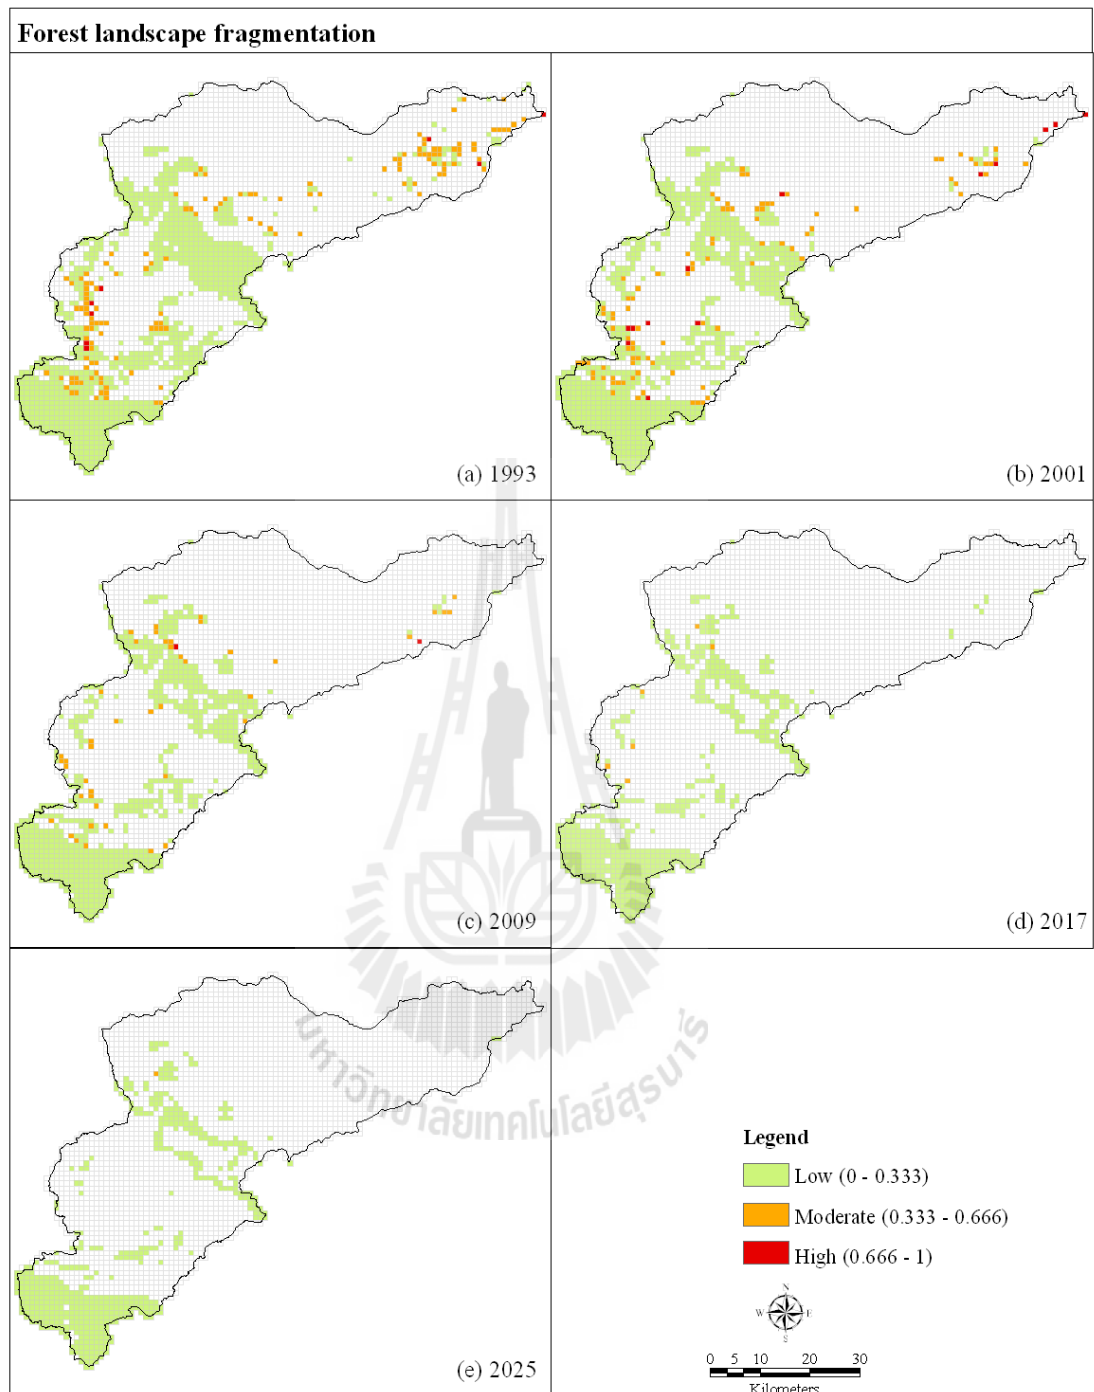 Forest landscape fragmentation
(a) 1993
(b) 2001
(c) 2009
(d) 2017
มหาวิทยาลัยเทคโนโลยีสุรนารี
(e) 2025
Legend
Low (0 - 0.333)
Moderate (0.333 - 0.666)
High (0.666 - 1)
N
W E
S
0 5 10 20 30
Kilometers